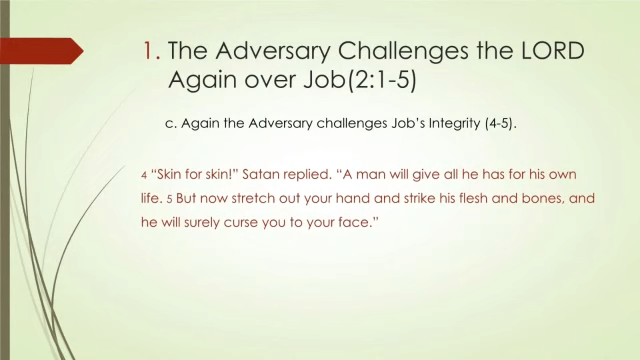 1. The Adversary Challenges the LORD
Again over Job(2:1-5)
c. Again the Adversary challenges Job’s Integrity (4-5).
4 “Skin for skin!” Satan replied. “A man will give all he has for his own
life. 5 But now stretch out your hand and strike his flesh and bones, and
he will surely curse you to your face.”